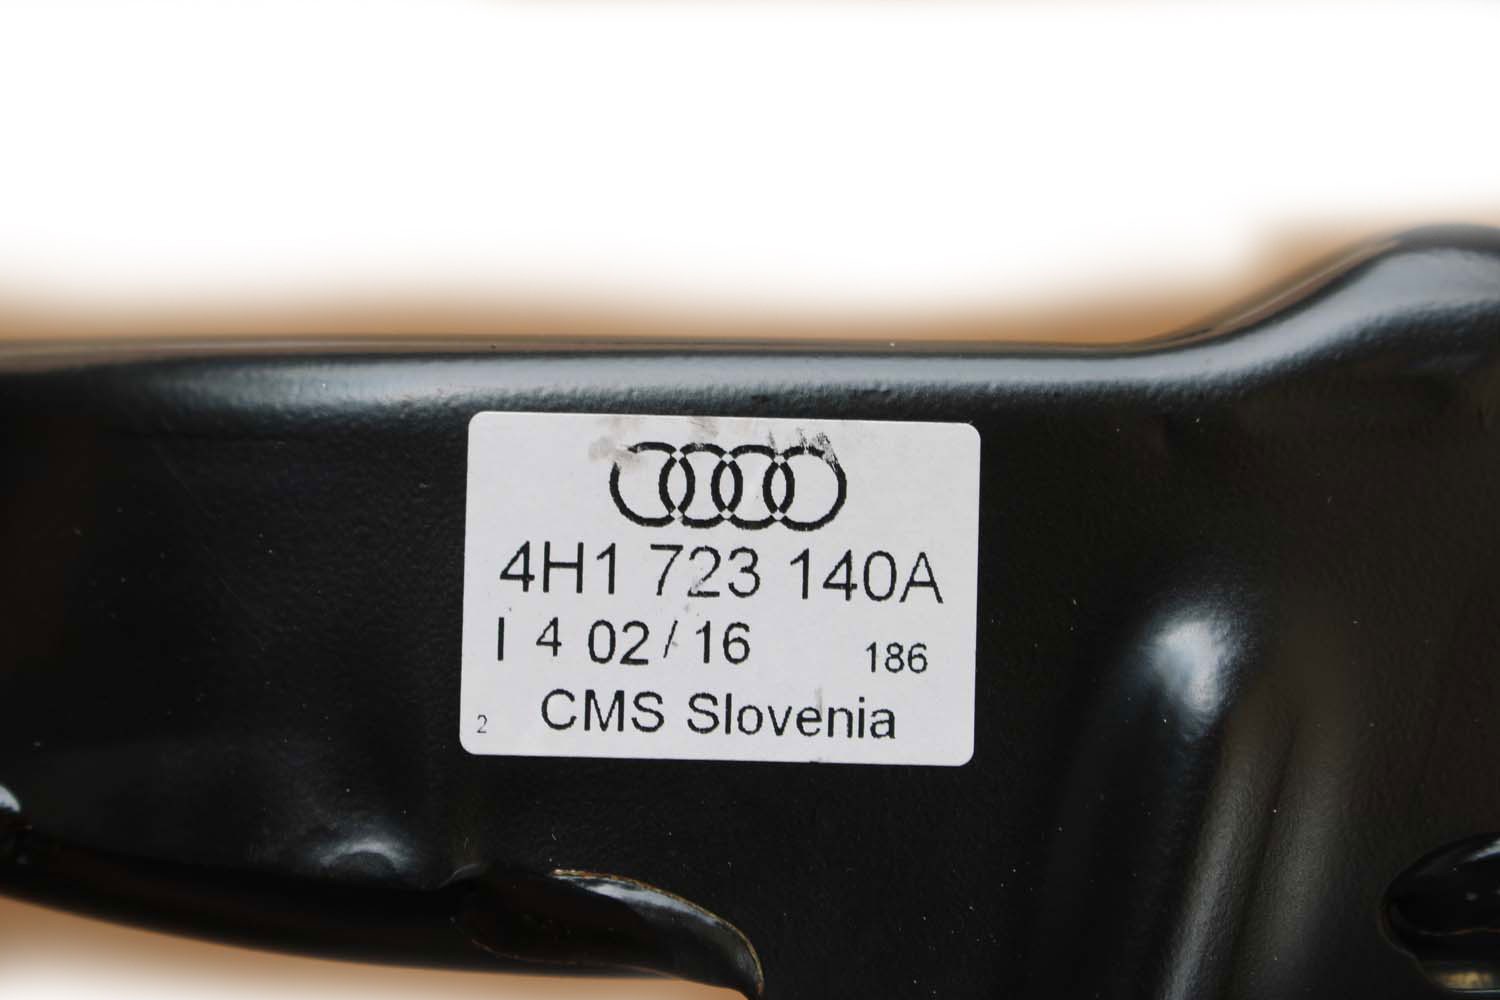 4H1 723 140A
I 4 02/16 186
2 CMS Slovenia